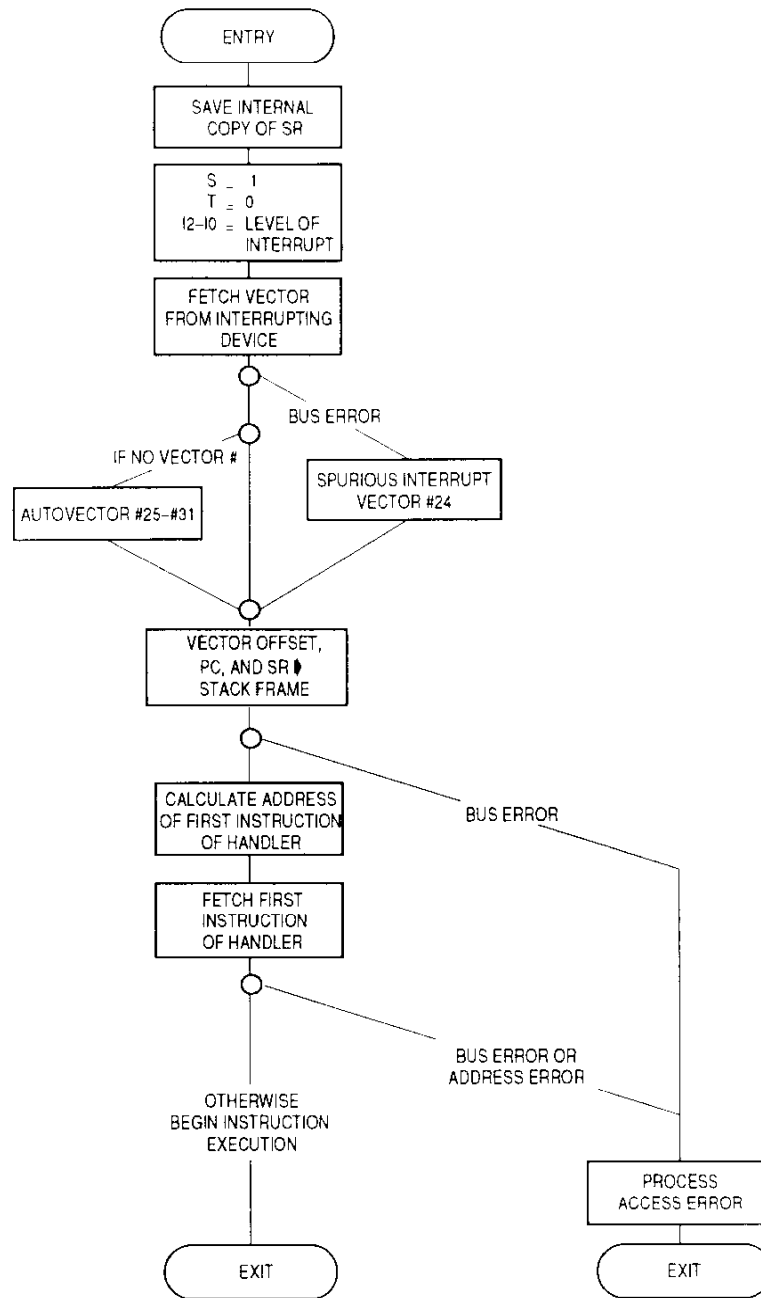 ENTRY
SAVE INTERNAL
COPY OF SR
S = 1
T = 0
I2–I0 = LEVEL OF
INTERRUPT
FETCH VECTOR
FROM INTERRUPTING
DEVICE
BUS ERROR
IF NO VECTOR #
SPURIOUS INTERRUPT
VECTOR #24
AUTOVECTOR #25–#31
VECTOR OFFSET,
PC, AND SR ▶
STACK FRAME
CALCULATE ADDRESS
OF FIRST INSTRUCTION
OF HANDLER
BUS ERROR
FETCH FIRST
INSTRUCTION
OF HANDLER
BUS ERROR OR
ADDRESS ERROR
OTHERWISE
BEGIN INSTRUCTION
EXECUTION
PROCESS
ACCESS ERROR
EXIT
EXIT